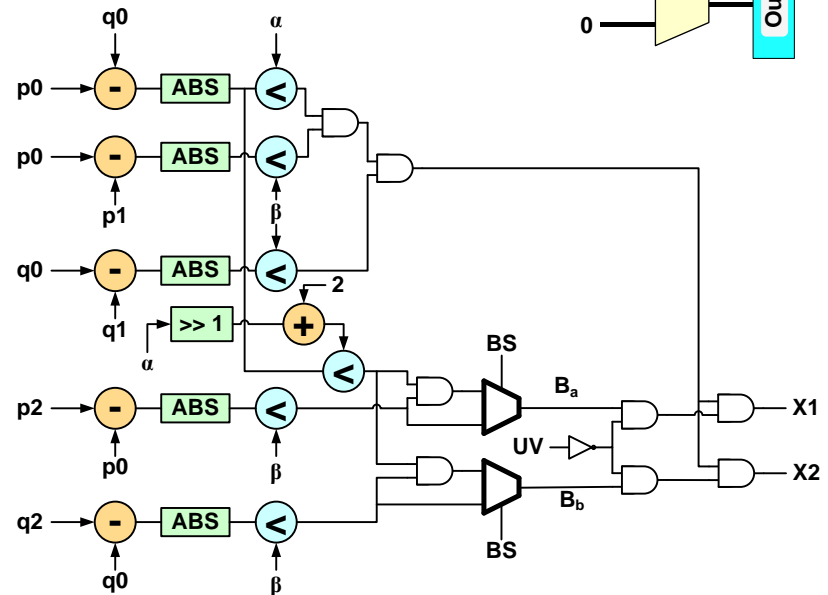 Ou
0
q0
α
p0
-
ABS
<
p0
-
ABS
<
p1
β
q0
-
ABS
<
q1
2
>> 1
+
α
<
BS
p2
-
ABS
<
Ba
X1
p0
β
UV
q2
-
ABS
<
Bb
X2
q0
β
BS